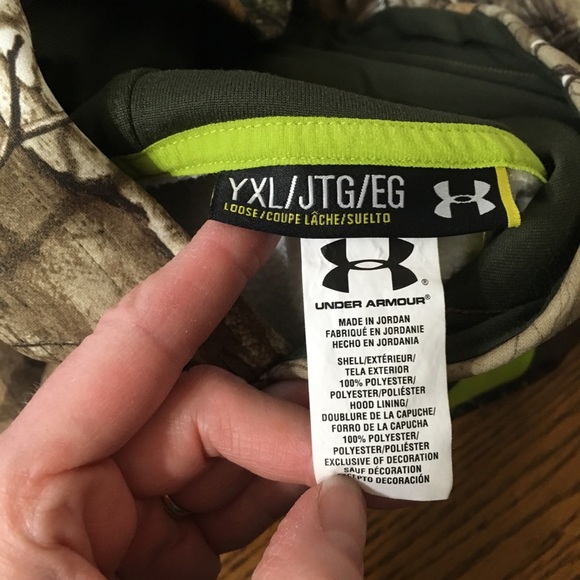 YXL/JTG/EG
LOOSE/COUPE LÂCHE/SUELTO
UNDER ARMOUR®
MADE IN JORDAN
FABRIQUÉ EN JORDANIE
HECHO EN JORDANIA
SHELL/EXTÉRIEUR/
TELA EXTERIOR
100% POLYESTER/
POLYESTER/POLIÉSTER
HOOD LINING/
DOUBLURE DE LA CAPUCHE/
FORRO DE LA CAPUCHA
100% POLYESTER/
POLYESTER/POLIÉSTER
EXCLUSIVE OF DECORATION
SAUF DÉCORATION
DECORACION